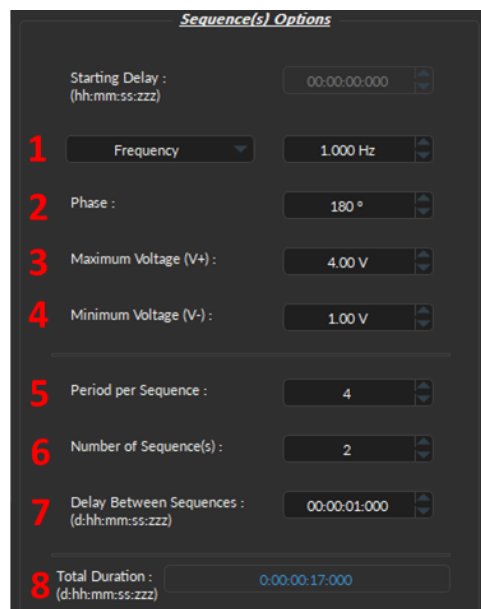 Sequence(s) Options
Starting Delay : 00:00:00:000
(hh:mm:ss:zzz)
1 Frequency 1.000 Hz
2 Phase : 180 º
3 Maximum Voltage (V+) : 4.00 V
4 Minimum Voltage (V-) : 1.00 V
5 Period per Sequence : 4
6 Number of Sequence(s) : 2
7 Delay Between Sequences : 00:00:01:000
(d:hh:mm:ss:zzz)
8 Total Duration : 0:00:00:17:000
(d:hh:mm:ss:zzz)